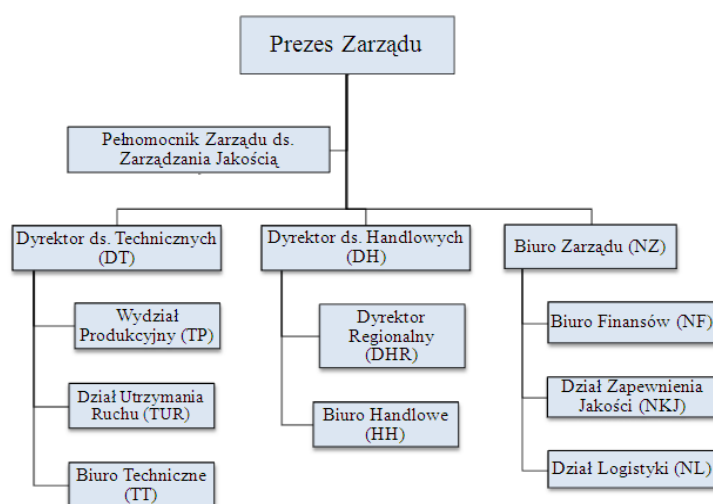 Prezes Zarządu
Pełnomocnik Zarządu ds.
Zarządzania Jakością
Dyrektor ds. Technicznych
(DT)
Dyrektor ds. Handlowych
(DH)
Biuro Zarządu (NZ)
Wydział
Produkcyjny (TP)
Dyrektor
Regionalny
(DHR)
Biuro Finansów (NF)
Dział Utrzymania
Ruchu (TUR)
Biuro Handlowe
(HH)
Dział Zapewnienia
Jakości (NKJ)
Biuro Techniczne
(TT)
Dział Logistyki (NL)